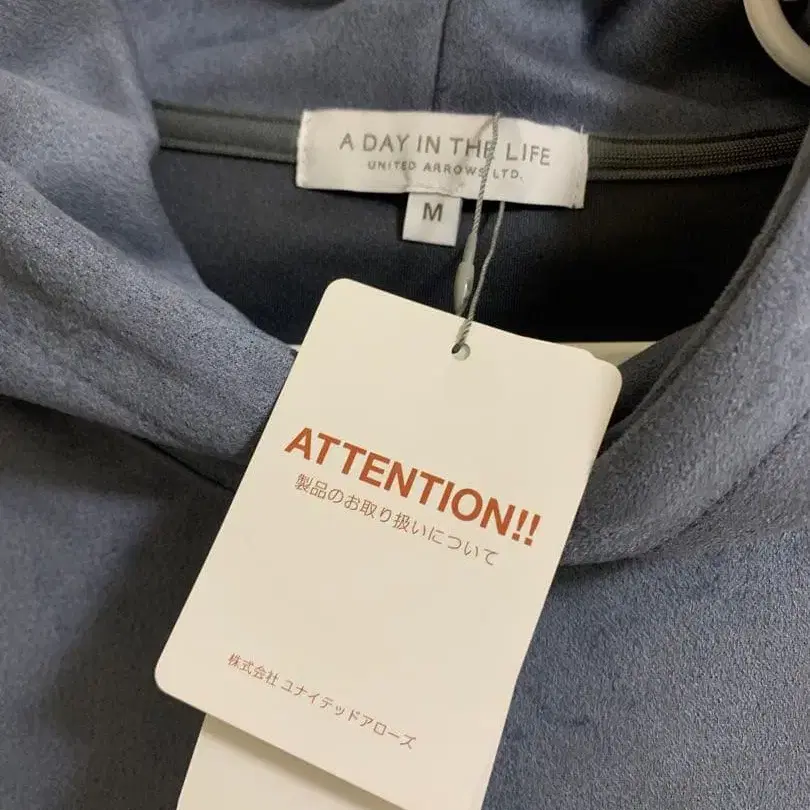 A DAY IN THE LIFE
UNITED ARROWS LTD.
M
ATTENTION!!
製品のお取り扱いについて
株式会社 ユナイテッドアローズ